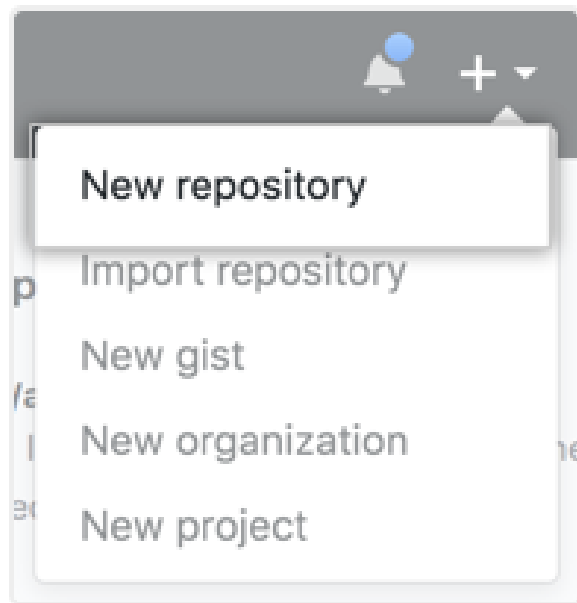 New repository
Import repository
New gist
New organization
New project